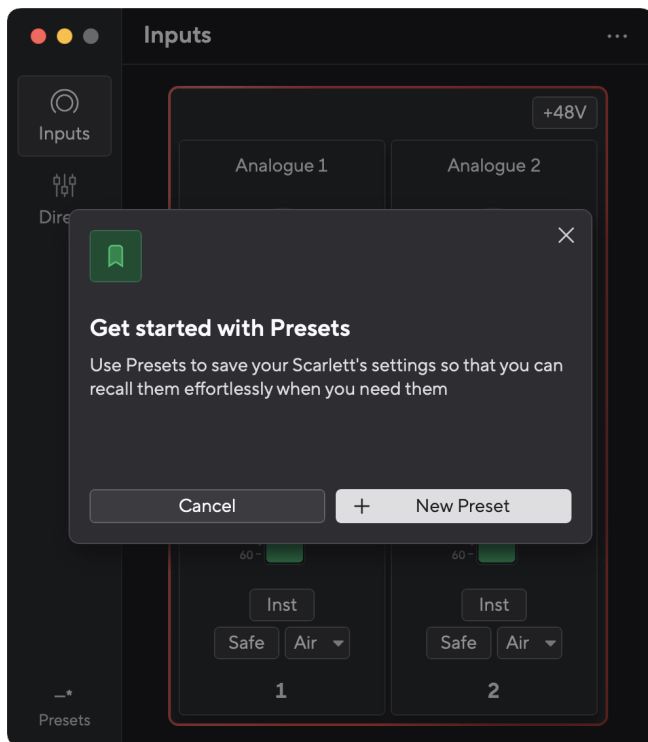 Inputs
+48V
Inputs
Analogue 1
Analogue 2
Get started with Presets
Use Presets to save your Scarlett's settings so that you can
recall them effortlessly when you need them
Cancel
+ New Preset
60
60
Inst
Inst
Safe
Air
Safe
Air
1
2
Presets